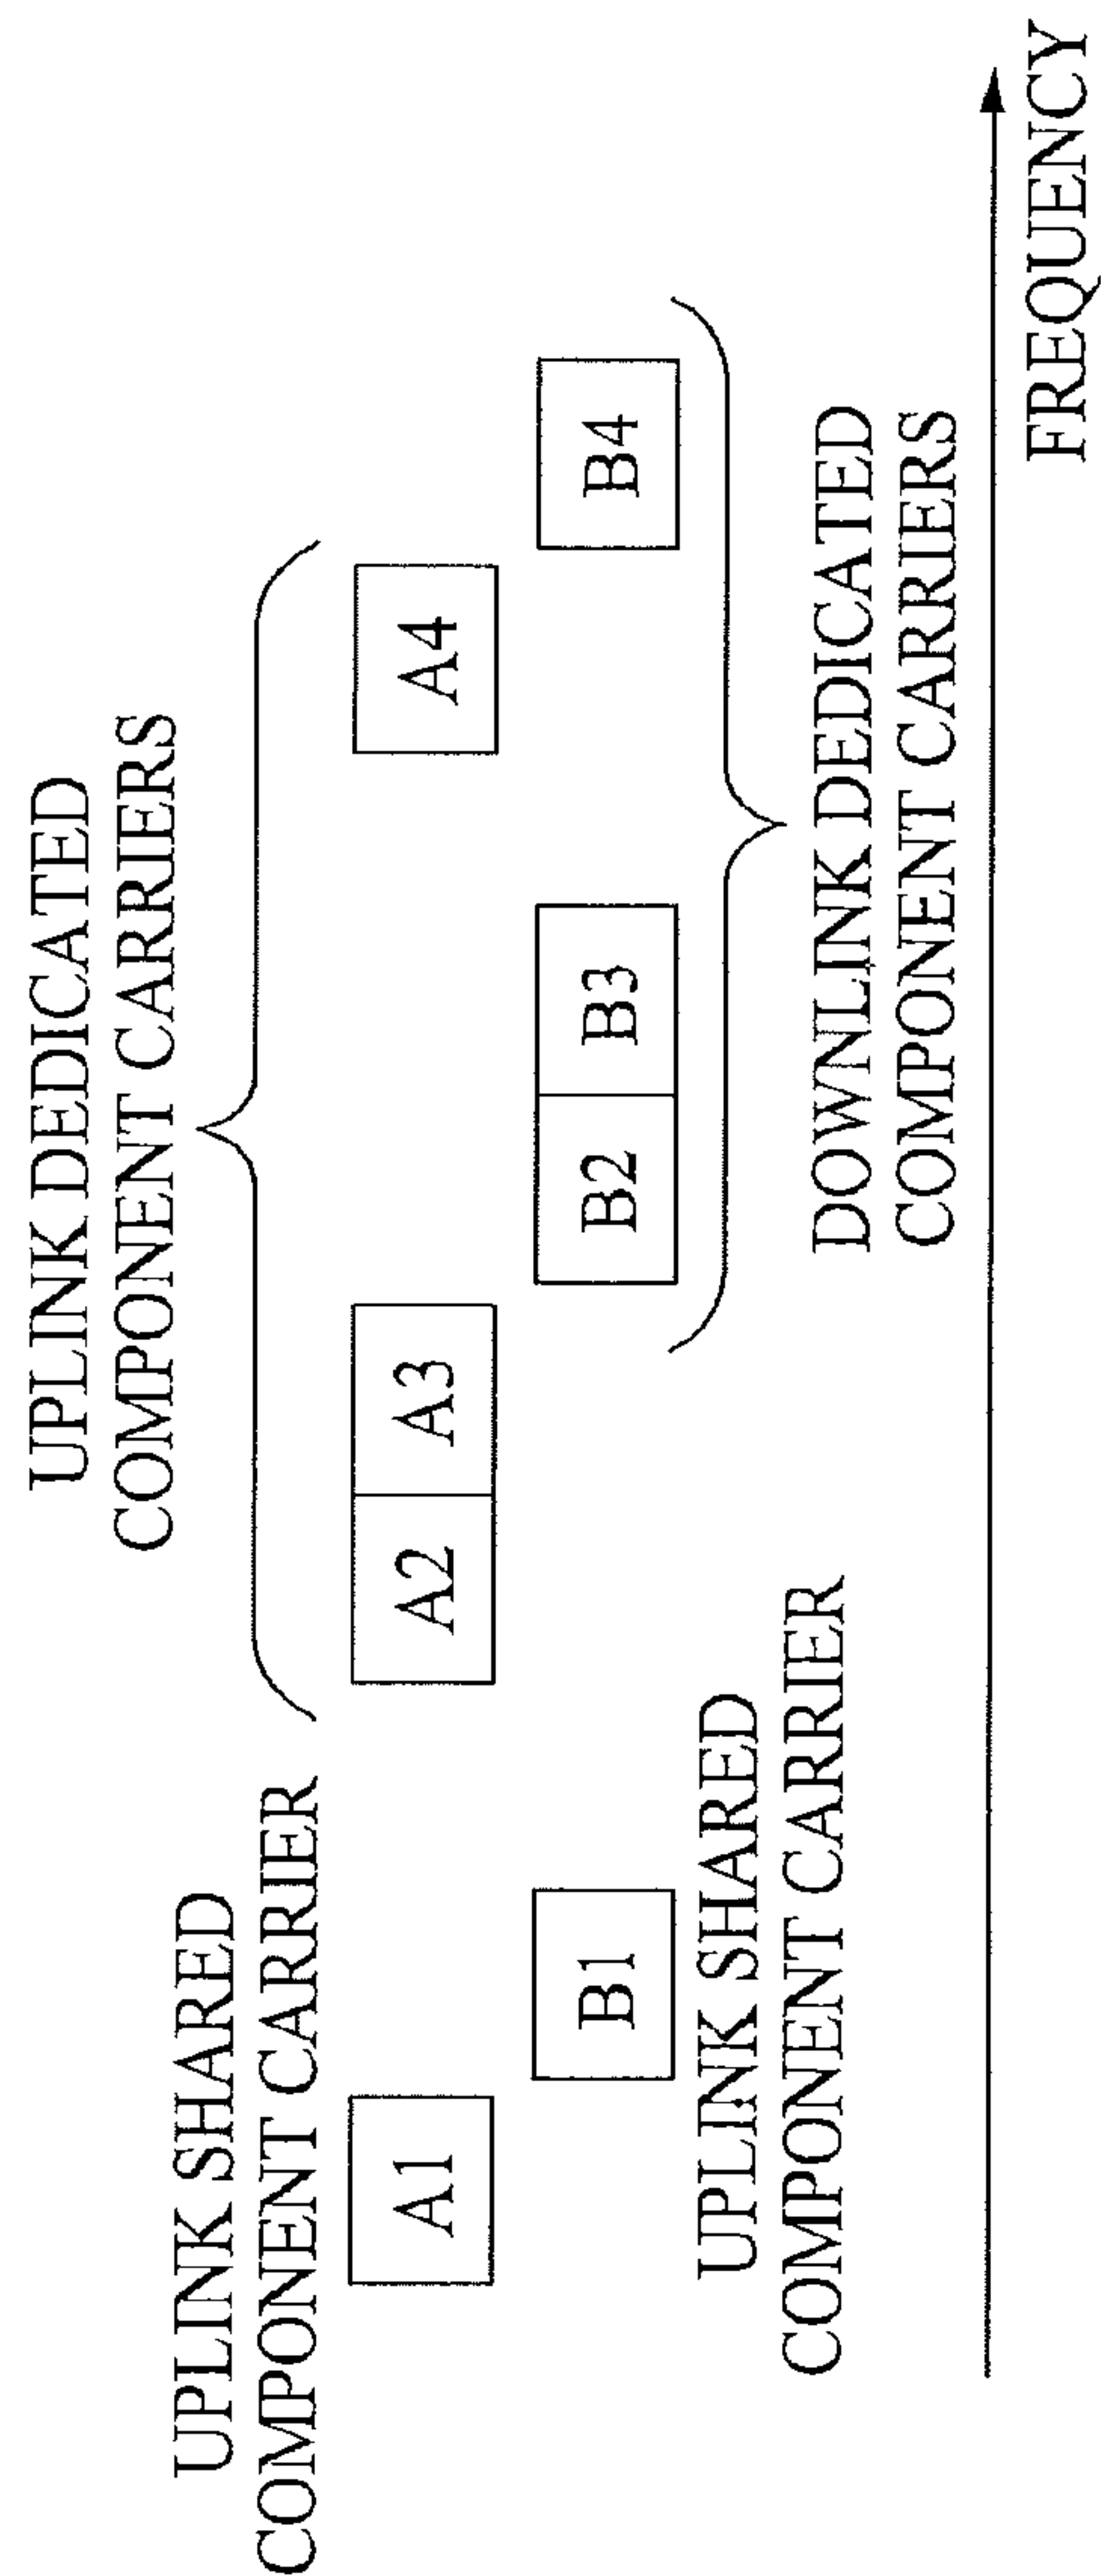 UPLINK DEDICATED
COMPONENT CARRIERS
UPLINK SHARED
COMPONENT CARRIER
A1
A2
A3
A4
B1
B2
B3
B4
UPLINK SHARED
COMPONENT CARRIER
DOWNLINK DEDICATED
COMPONENT CARRIERS
FREQUENCY